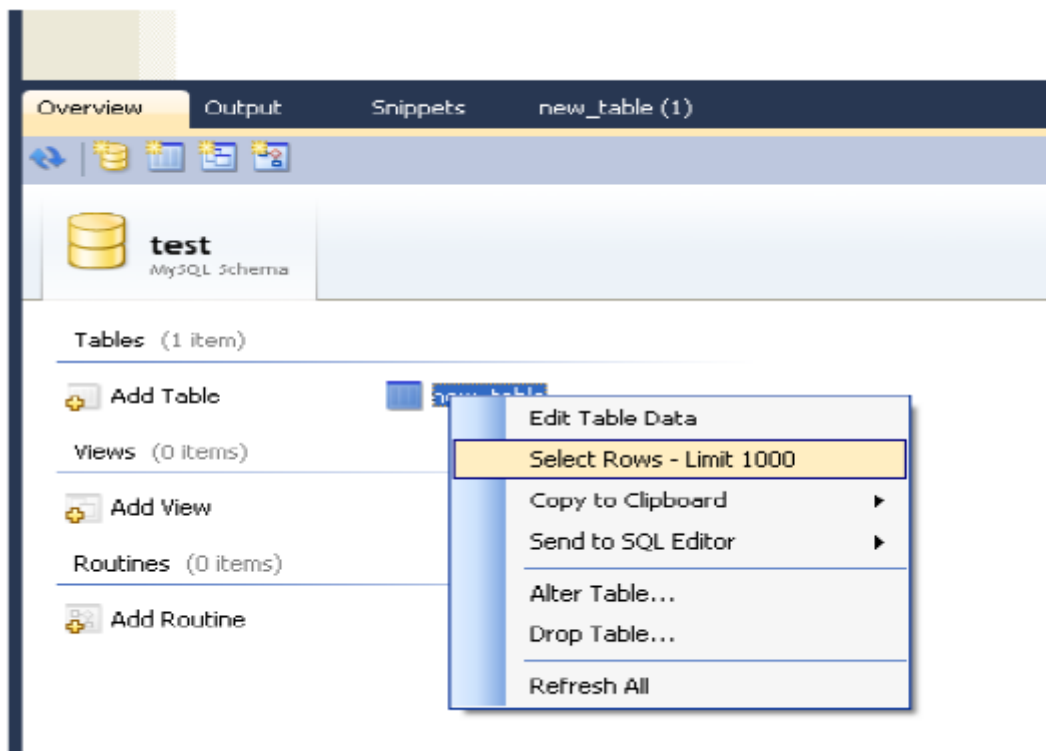 Overview Output Snippets new_table (1)
test
MySQL Schema
Tables (1 item)
Add Table new_table
Edit Table Data
Views (0 items)
Select Rows - Limit 1000
Add View
Copy to Clipboard
Send to SQL Editor
Routines (0 items)
Alter Table...
Add Routine
Drop Table...
Refresh All